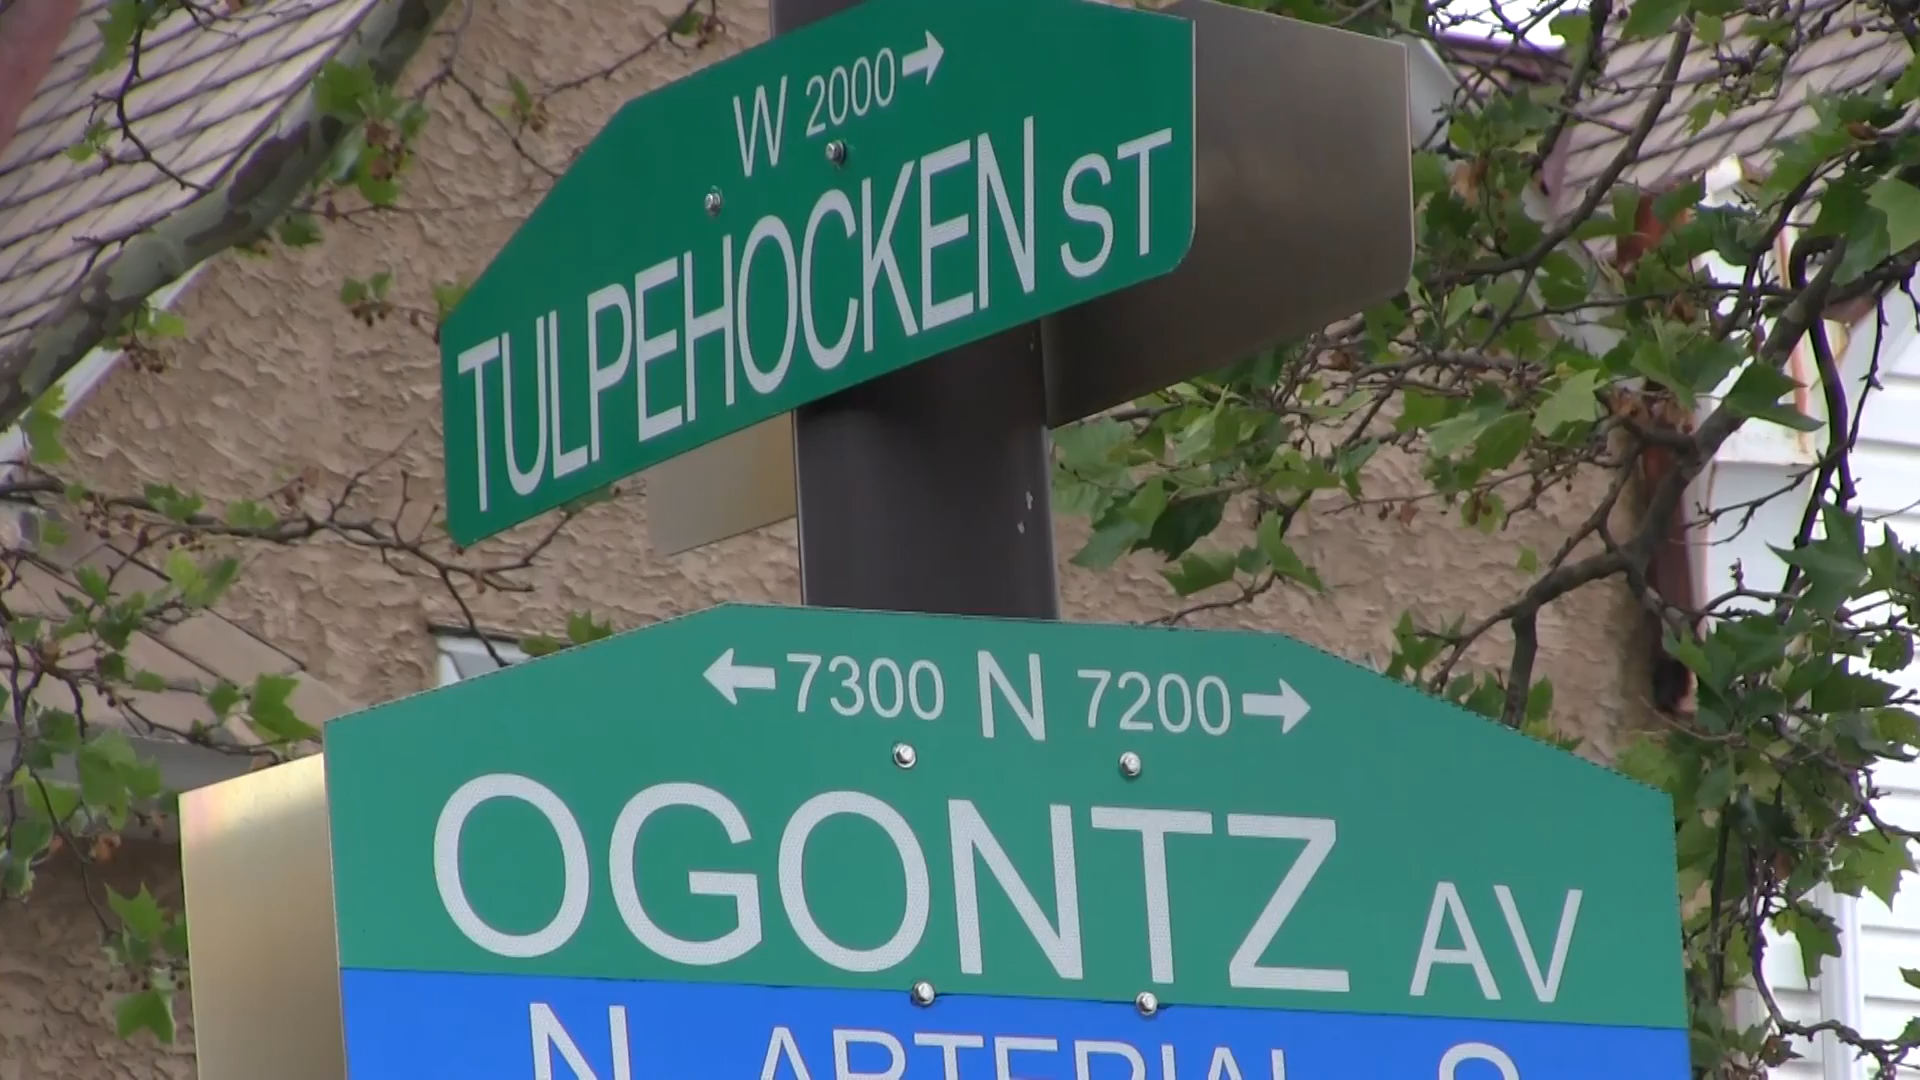 W 2000→
TULPEHOCKEN ST
←7300 N 7200→
OGONTZ AV
N ARTERIAL S